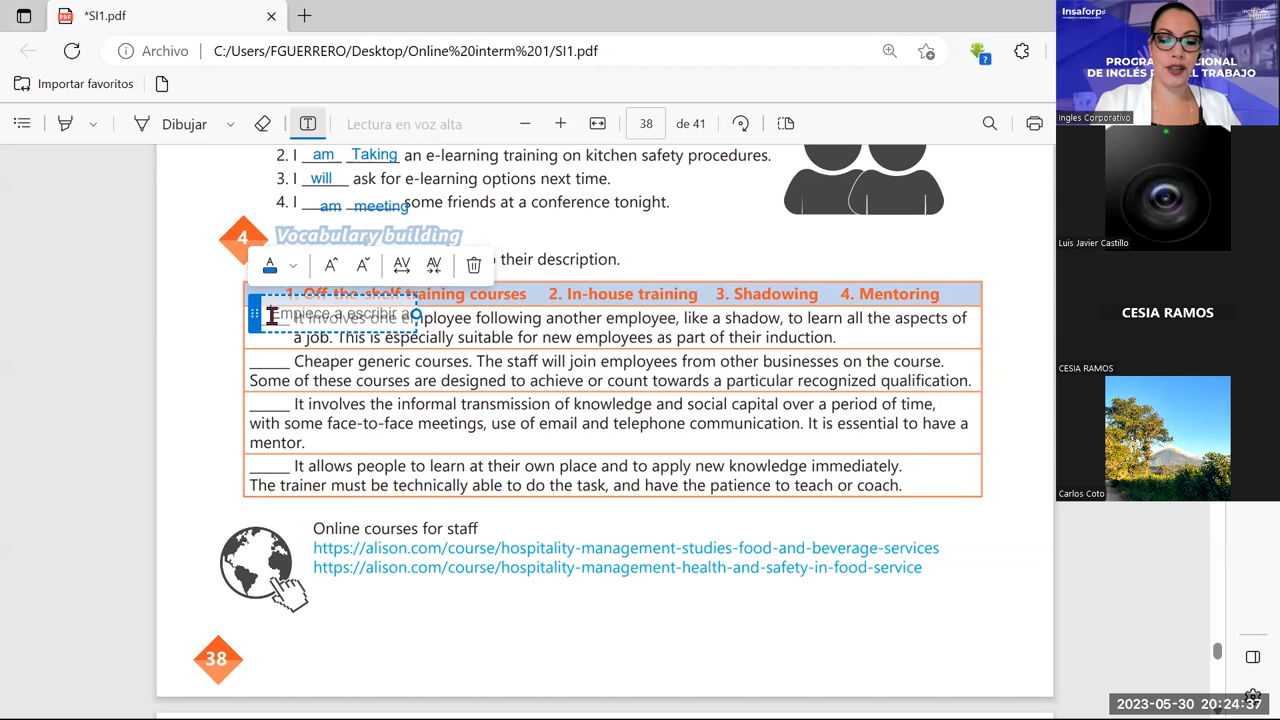 *SI1.pdf
Archivo
C:/Users/FGUERRERO/Desktop/Online%20interm%201/SI1.pdf
Importar favoritos
Dibujar
Lectura en voz alta
38 de 41
2. I am Taking an e-learning training on kitchen safety procedures.
3. I will ask for e-learning options next time.
4. I am meeting some friends at a conference tonight.
4 Vocabulary building
their description.
1. Off-the-shelf training courses 2. In-house training 3. Shadowing 4. Mentoring
Empiece a escribir a
It involves one employee following another employee, like a shadow, to learn all the aspects of
a job. This is especially suitable for new employees as part of their induction.
_____ Cheaper generic courses. The staff will join employees from other businesses on the course.
Some of these courses are designed to achieve or count towards a particular recognized qualification.
_____ It involves the informal transmission of knowledge and social capital over a period of time,
with some face-to-face meetings, use of email and telephone communication. It is essential to have a
mentor.
_____ It allows people to learn at their own place and to apply new knowledge immediately.
The trainer must be technically able to do the task, and have the patience to teach or coach.
Online courses for staff
https://alison.com/course/hospitality-management-studies-food-and-beverage-services
https://alison.com/course/hospitality-management-health-and-safety-in-food-service
38
Insaforp
DE INGLÉS
TRABAJO
Ingles Corporativo
Luis Javier Castillo
CESIA RAMOS
CESIA RAMOS
Carlos Coto
2023-05-30 20:24:37